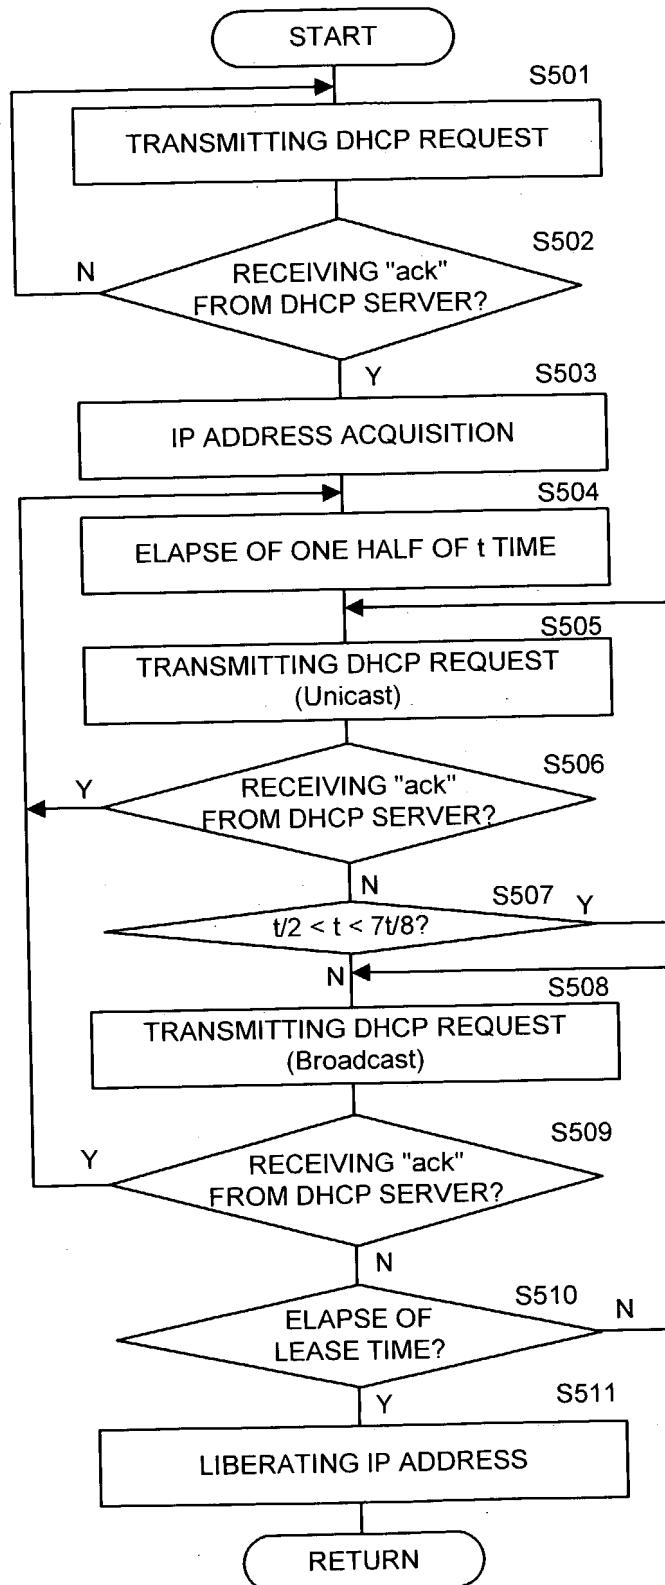 START
S501
TRANSMITTING DHCP REQUEST
S502
N
RECEIVING "ack"
FROM DHCP SERVER?
Y
S503
IP ADDRESS ACQUISITION
S504
ELAPSE OF ONE HALF OF t TIME
S505
TRANSMITTING DHCP REQUEST
(Unicast)
S506
Y
RECEIVING "ack"
FROM DHCP SERVER?
N
S507
Y
t/2 < t < 7t/8?
N
S508
TRANSMITTING DHCP REQUEST
(Broadcast)
S509
Y
RECEIVING "ack"
FROM DHCP SERVER?
N
S510
N
ELAPSE OF
LEASE TIME?
Y
S511
LIBERATING IP ADDRESS
RETURN